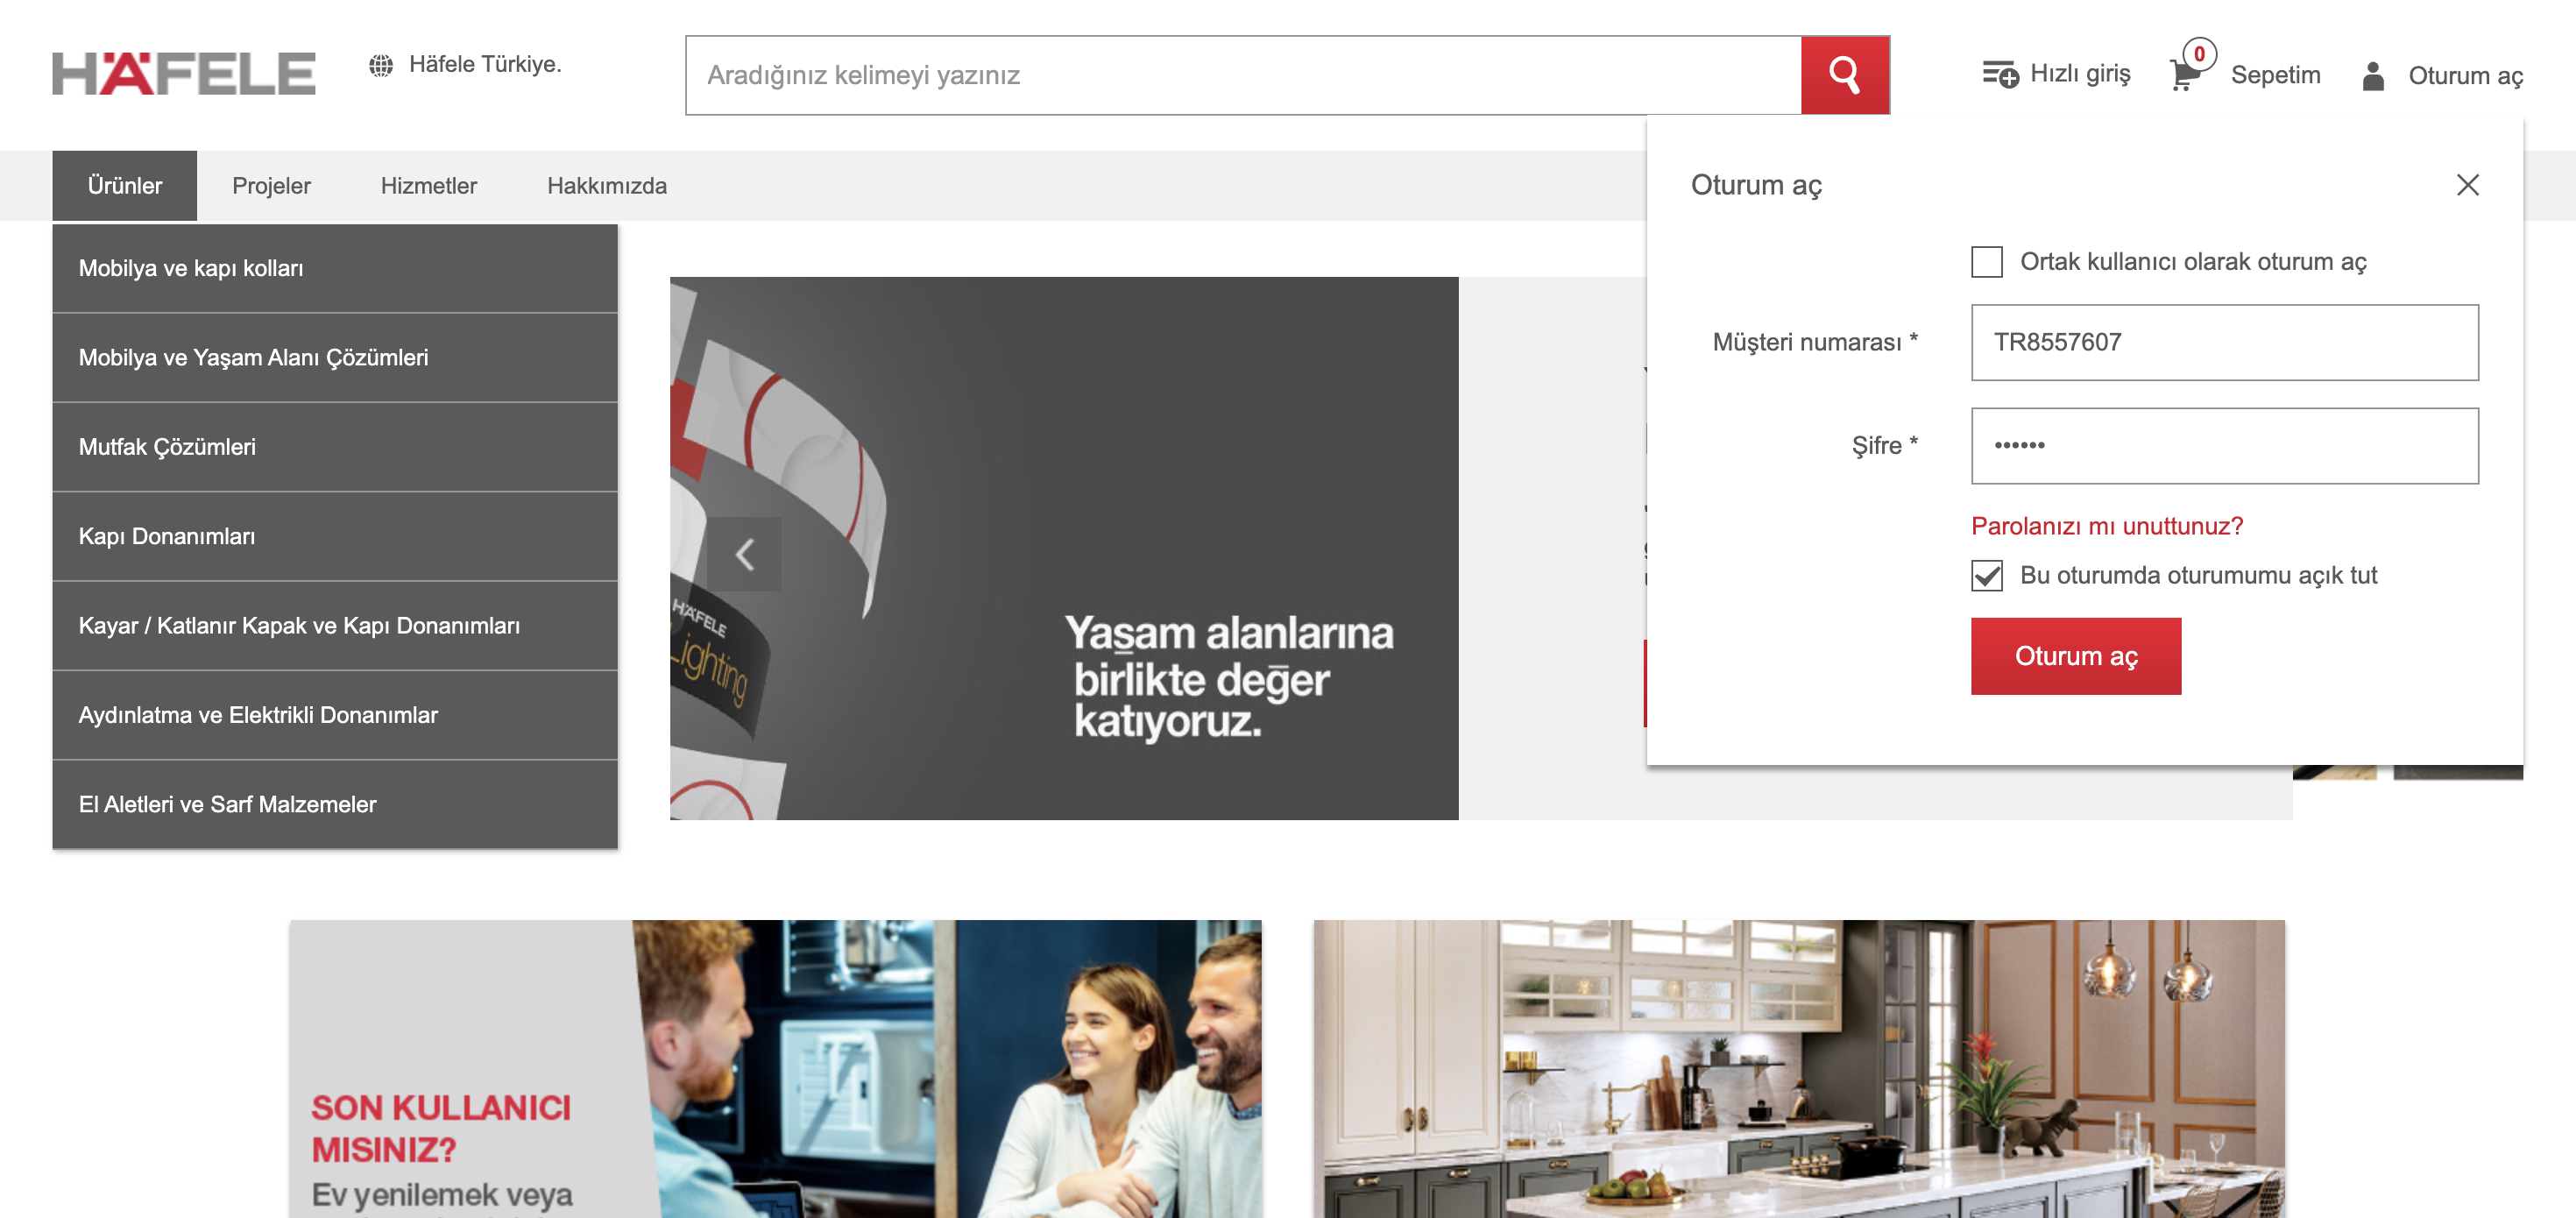 HÄFELE
Häfele Türkiye.
Aradığınız kelimeyi yazınız
Hızlı giriş
0
Sepetim
Oturum aç
Ürünler
Projeler
Hizmetler
Hakkımızda
Mobilya ve kapı kolları
Mobilya ve Yaşam Alanı Çözümleri
Mutfak Çözümleri
Kapı Donanımları
Kayar / Katlanır Kapak ve Kapı Donanımları
Aydınlatma ve Elektrikli Donanımlar
El Aletleri ve Sarf Malzemeler
HÄFELE
Lighting
Yaşam alanlarına
birlikte değer
katıyoruz.
Oturum aç
Ortak kullanıcı olarak oturum aç
Müşteri numarası *
TR8557607
Şifre *
••••••
Parolanızı mı unuttunuz?
Bu oturumda oturumumu açık tut
Oturum aç
SON KULLANICI
MISINIZ?
Ev yenilemek veya